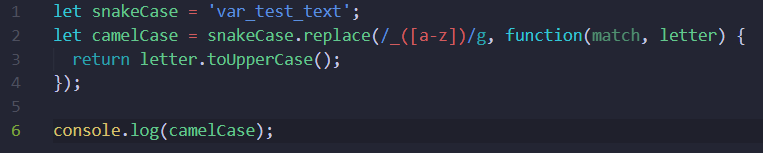 1 let snakeCase = 'var_test_text';
2 let camelCase = snakeCase.replace(/_([a-z])/g, function(match, letter) {
3   return letter.toUpperCase();
4 });
5
6 console.log(camelCase);